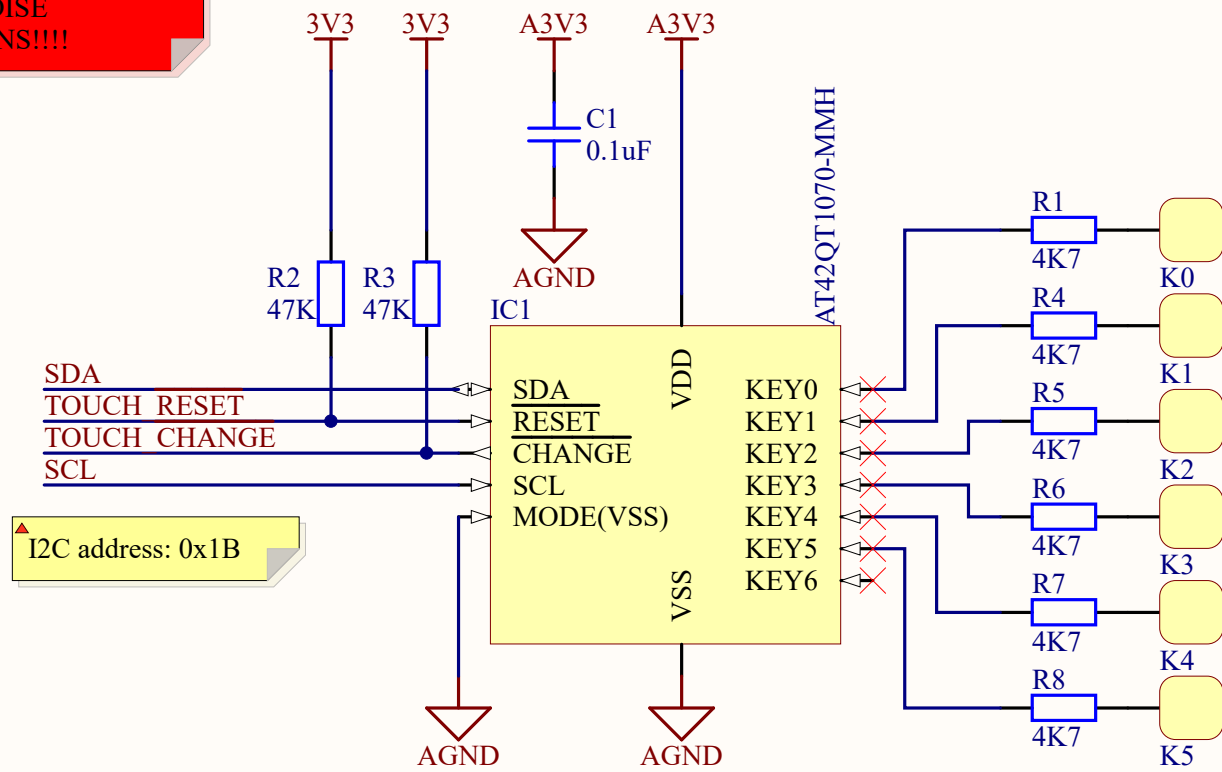 NS!!!!
3V3
3V3
A3V3
A3V3
C1
0.1uF
AGND
AT42QT1070-MMH
R2
47K
R3
47K
IC1
SDA
TOUCH_RESET
TOUCH_CHANGE
SCL
SDA
RESET
CHANGE
SCL
MODE(VSS)
VDD
VSS
KEY0
KEY1
KEY2
KEY3
KEY4
KEY5
KEY6
R1
4K7
K0
R4
4K7
K1
R5
4K7
K2
R6
4K7
K3
R7
4K7
K4
R8
4K7
K5
I2C address: 0x1B
AGND
AGND